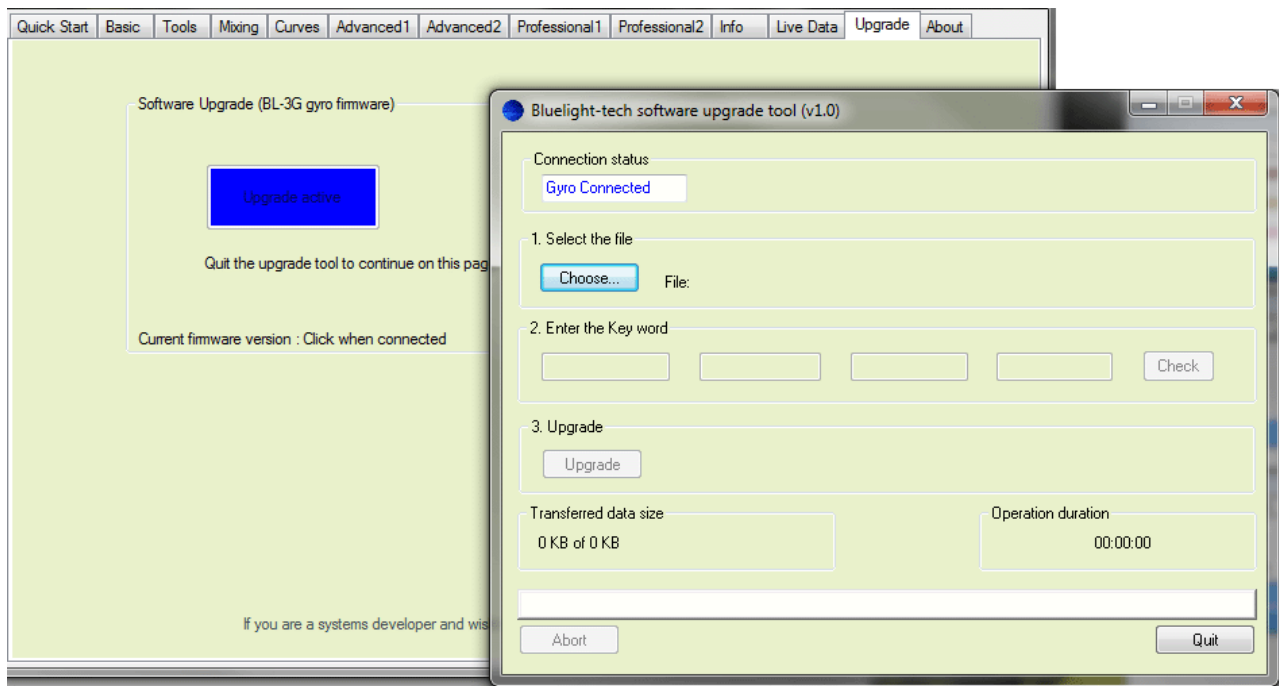 Quick Start Basic Tools Mixing Curves Advanced1 Advanced2 Professional1 Professional2 Info Live Data Upgrade About
Software Upgrade (BL-3G gyro firmware)
Upgrade active
Quit the upgrade tool to continue on this pag
Current firmware version : Click when connected
If you are a systems developer and wis
Bluelight-tech software upgrade tool (v1.0)
Connection status
Gyro Connected
1. Select the file
Choose... File:
2. Enter the Key word
Check
3. Upgrade
Upgrade
Transferred data size Operation duration
0 KB of 0 KB 00:00:00
Abort Quit